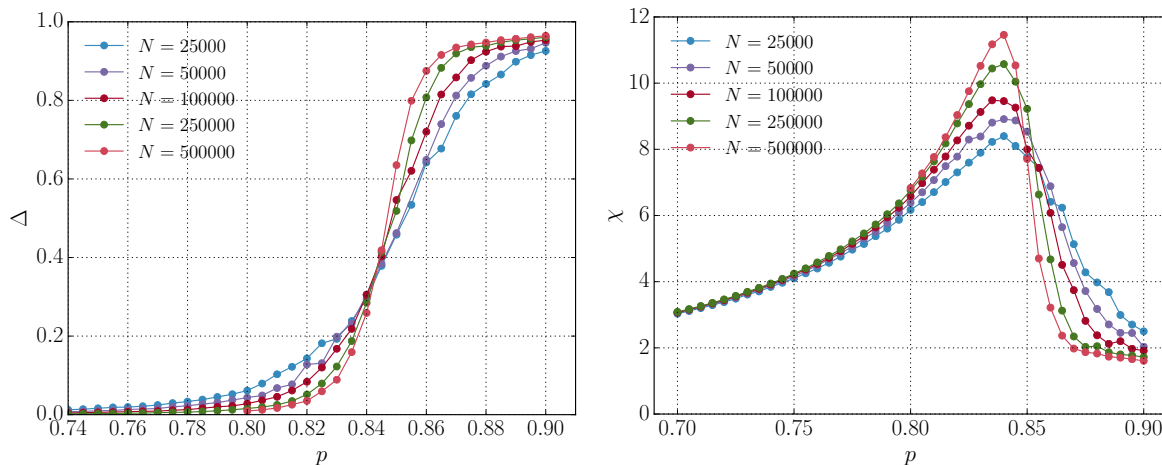 1.0
0.8
0.6
0.4
0.2
0.0
Δ
N = 25000
N = 50000
N = 100000
N = 250000
N = 500000
0.74 0.76 0.78 0.80 0.82 0.84 0.86 0.88 0.90
p
12
10
8
6
4
2
0
χ
N = 25000
N = 50000
N = 100000
N = 250000
N = 500000
0.70 0.75 0.80 0.85 0.90
p